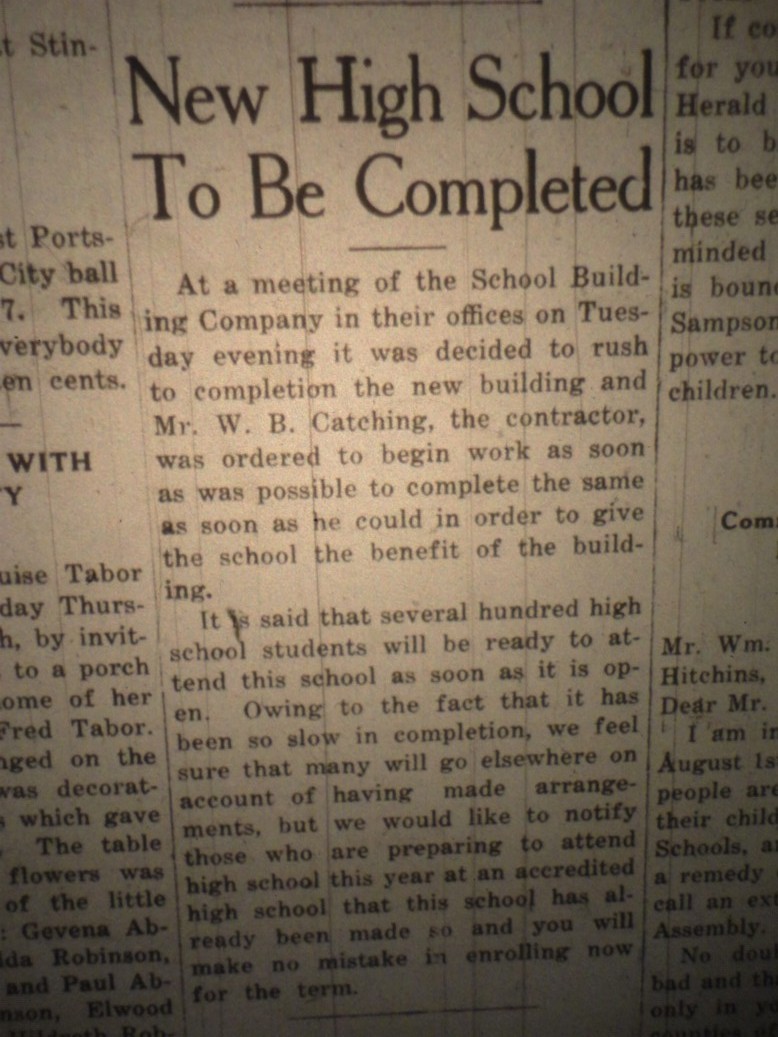 t Stin-
st Ports-
City ball
7. This
verybody
en cents.
WITH
Y
uise Tabor
day Thurs-
h, by invit-
to a porch
ome of her
Fred Tabor.
nged on the
was decorat-
s which gave
The table
flowers was
of the little
: Gevena Ab-
ida Robinson,
and Paul Ab-
nson, Elwood
New High School
To Be Completed
At a meeting of the School Build-
ing Company in their offices on Tues-
day evening it was decided to rush
to completion the new building and
Mr. W. B. Catching, the contractor,
was ordered to begin work as soon
as was possible to complete the same
as soon as he could in order to give
the school the benefit of the build-
ing.
It is said that several hundred high
school students will be ready to at-
tend this school as soon as it is op-
en. Owing to the fact that it has
been so slow in completion, we feel
sure that many will go elsewhere on
account of having made arrange-
ments, but we would like to notify
those who are preparing to attend
high school this year at an accredited
high school that this school has al-
ready been made so and you will
make no mistake in enrolling now
for the term.
If co
for you
Herald
is to b
has bee
these se
minded
is boun
Sampson
power to
children.
Com
Mr. Wm.
Hitchins,
Dear Mr.
I am in
August 1s
people are
their child
Schools, a
a remedy
call an ext
Assembly.
No dou
bad and th
only in y
counties of